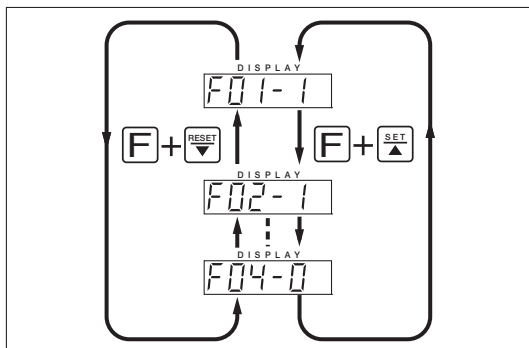 DISPLAY
F01-1
F + RESET ▼
F + SET ▲
DISPLAY
F02-1
DISPLAY
F04-0